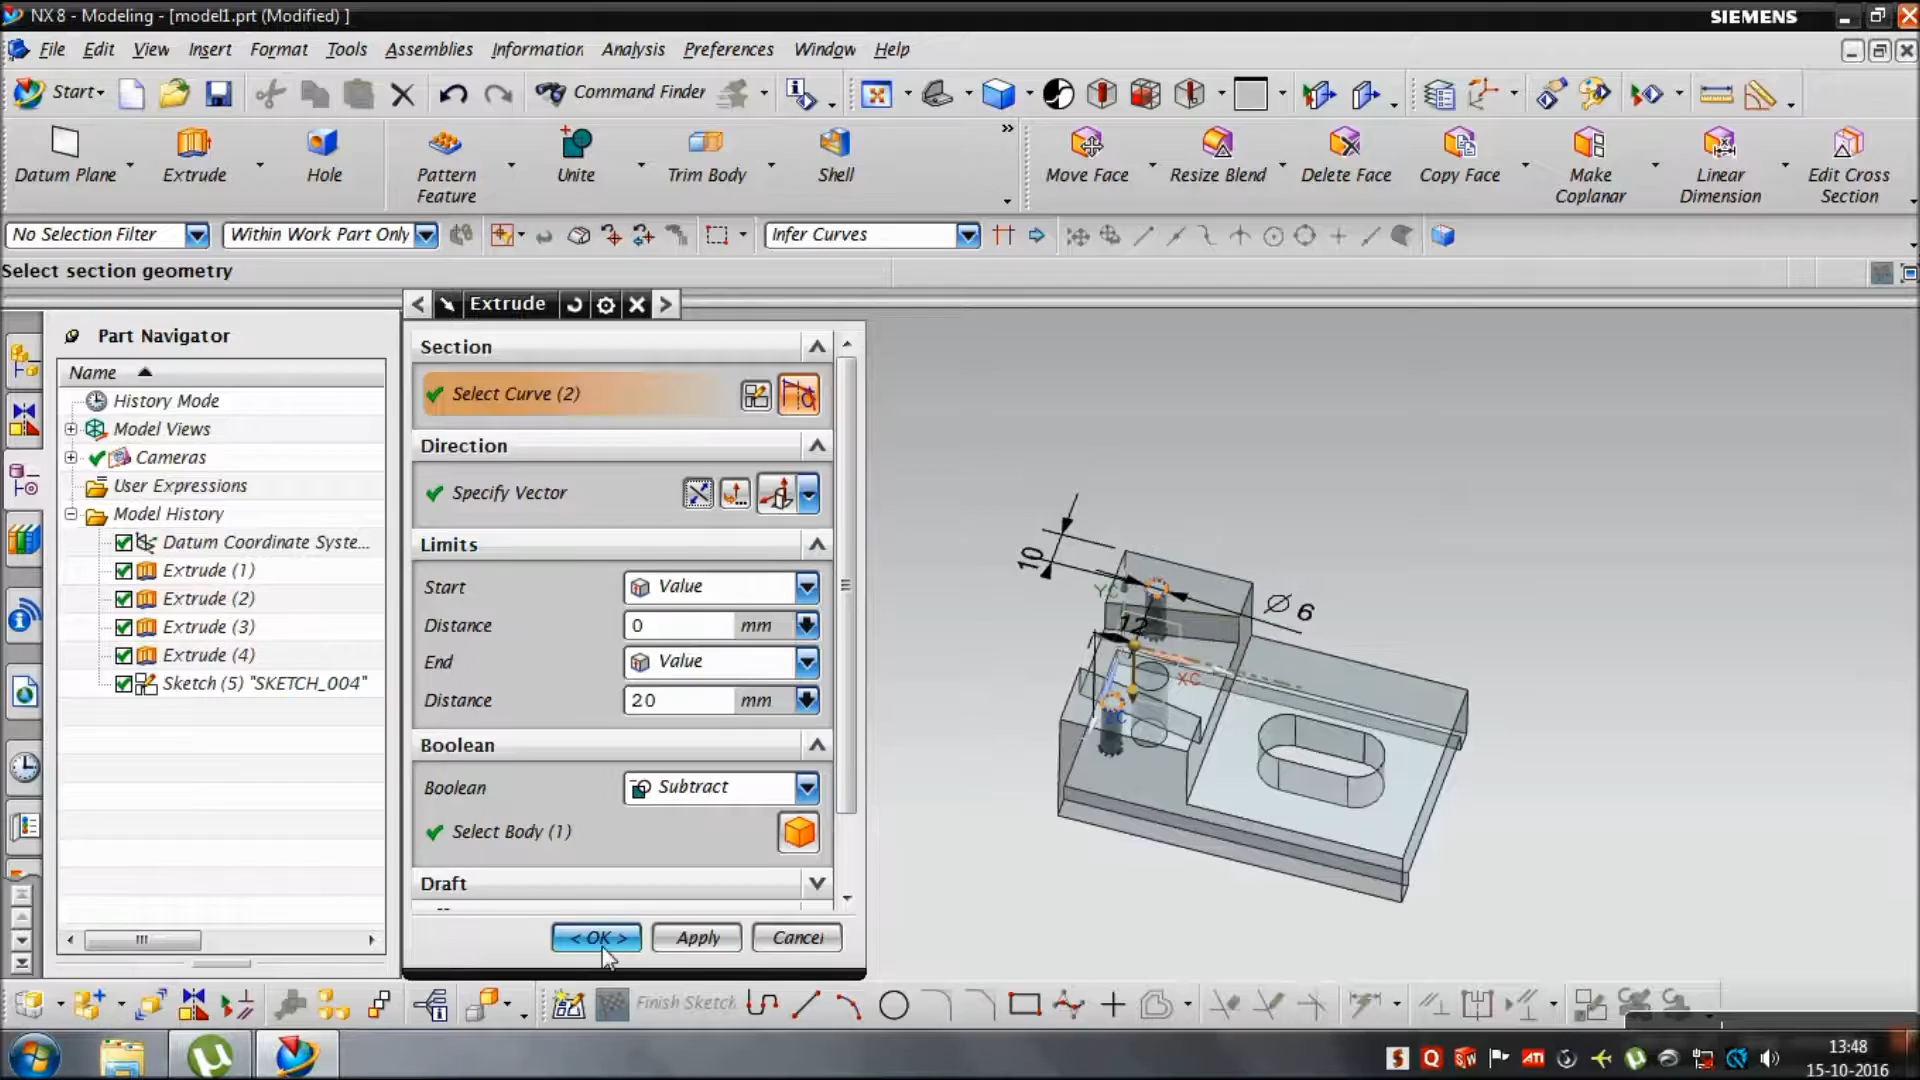 NX 8 - Modeling - [model1.prt (Modified) ]
SIEMENS
File Edit View Insert Format Tools Assemblies Information Analysis Preferences Window Help
Start Command Finder
Datum Plane Extrude Hole Pattern Feature Unite Trim Body Shell » Move Face Resize Blend Delete Face Copy Face Make Coplanar Linear Dimension Edit Cross Section
No Selection Filter Within Work Part Only Infer Curves
Select section geometry
Extrude
Part Navigator
Name
History Mode
Model Views
Cameras
User Expressions
Model History
Datum Coordinate Syste...
Extrude (1)
Extrude (2)
Extrude (3)
Extrude (4)
Sketch (5) "SKETCH_004"
Section
Select Curve (2)
Direction
Specify Vector
Limits
Start Value
Distance 0 mm
End Value
Distance 20 mm
Boolean
Boolean Subtract
Select Body (1)
Draft
< OK > Apply Cancel
10
YC
∅ 6
12
XC
ZC
Finish Sketch
ATI
13:48
15-10-2016